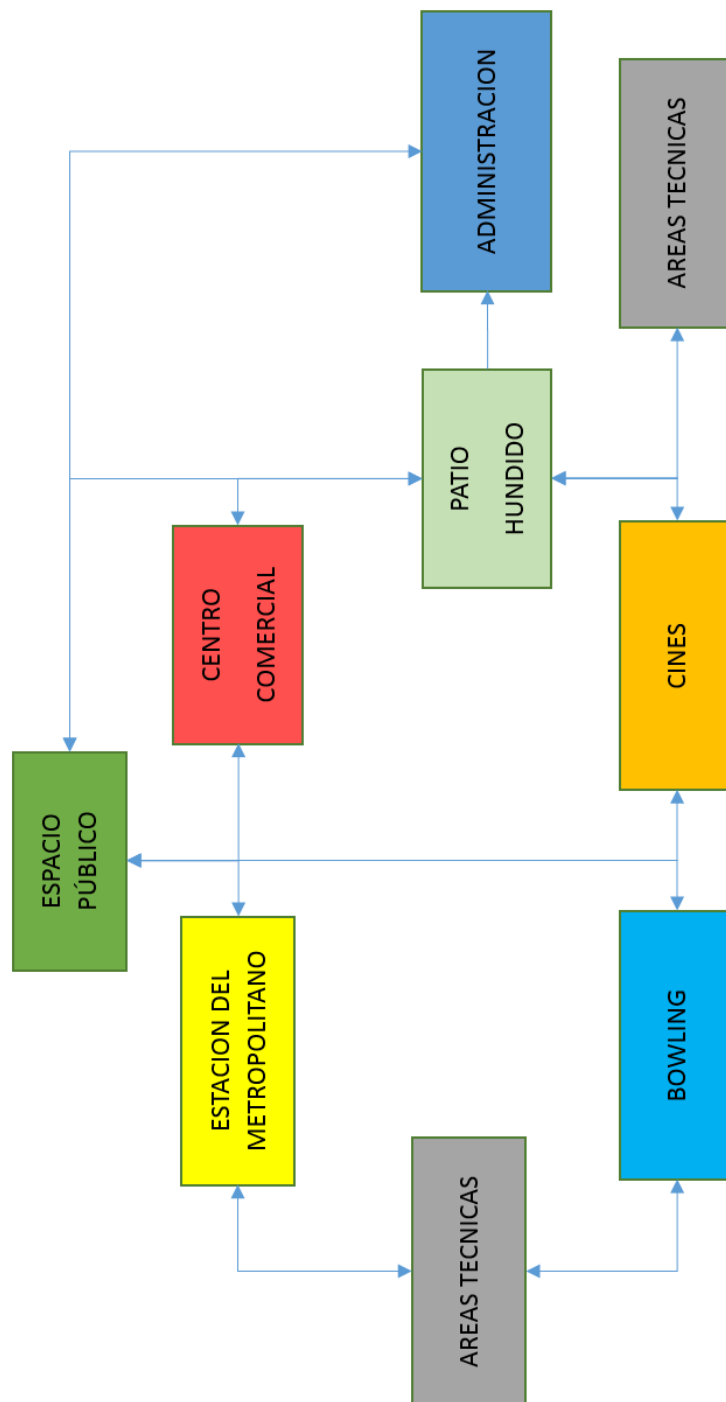 ESPACIO
PÚBLICO
ESTACION DEL
METROPOLITANO
CENTRO
COMERCIAL
AREAS TECNICAS
PATIO
HUNDIDO
ADMINISTRACION
BOWLING
CINES
AREAS TECNICAS